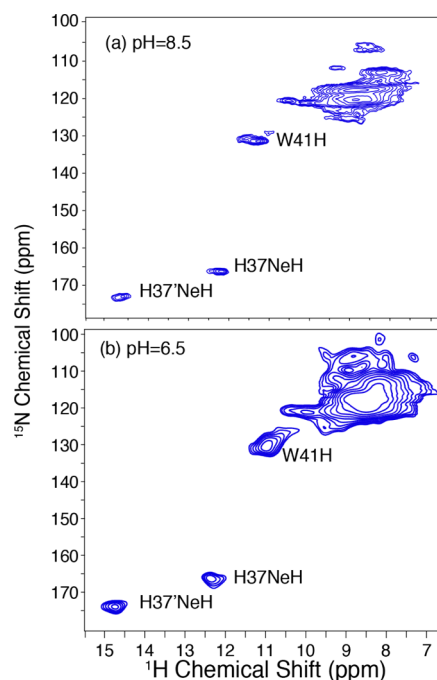 (a) pH=8.5
100
110
120
130
140
150
160
170
W41H
H37NeH
H37'NeH
(b) pH=6.5
100
110
120
130
140
150
160
170
W41H
H37NeH
H37'NeH
15 14 13 12 11 10 9 8 7
¹H Chemical Shift (ppm)
¹⁵N Chemical Shift (ppm)